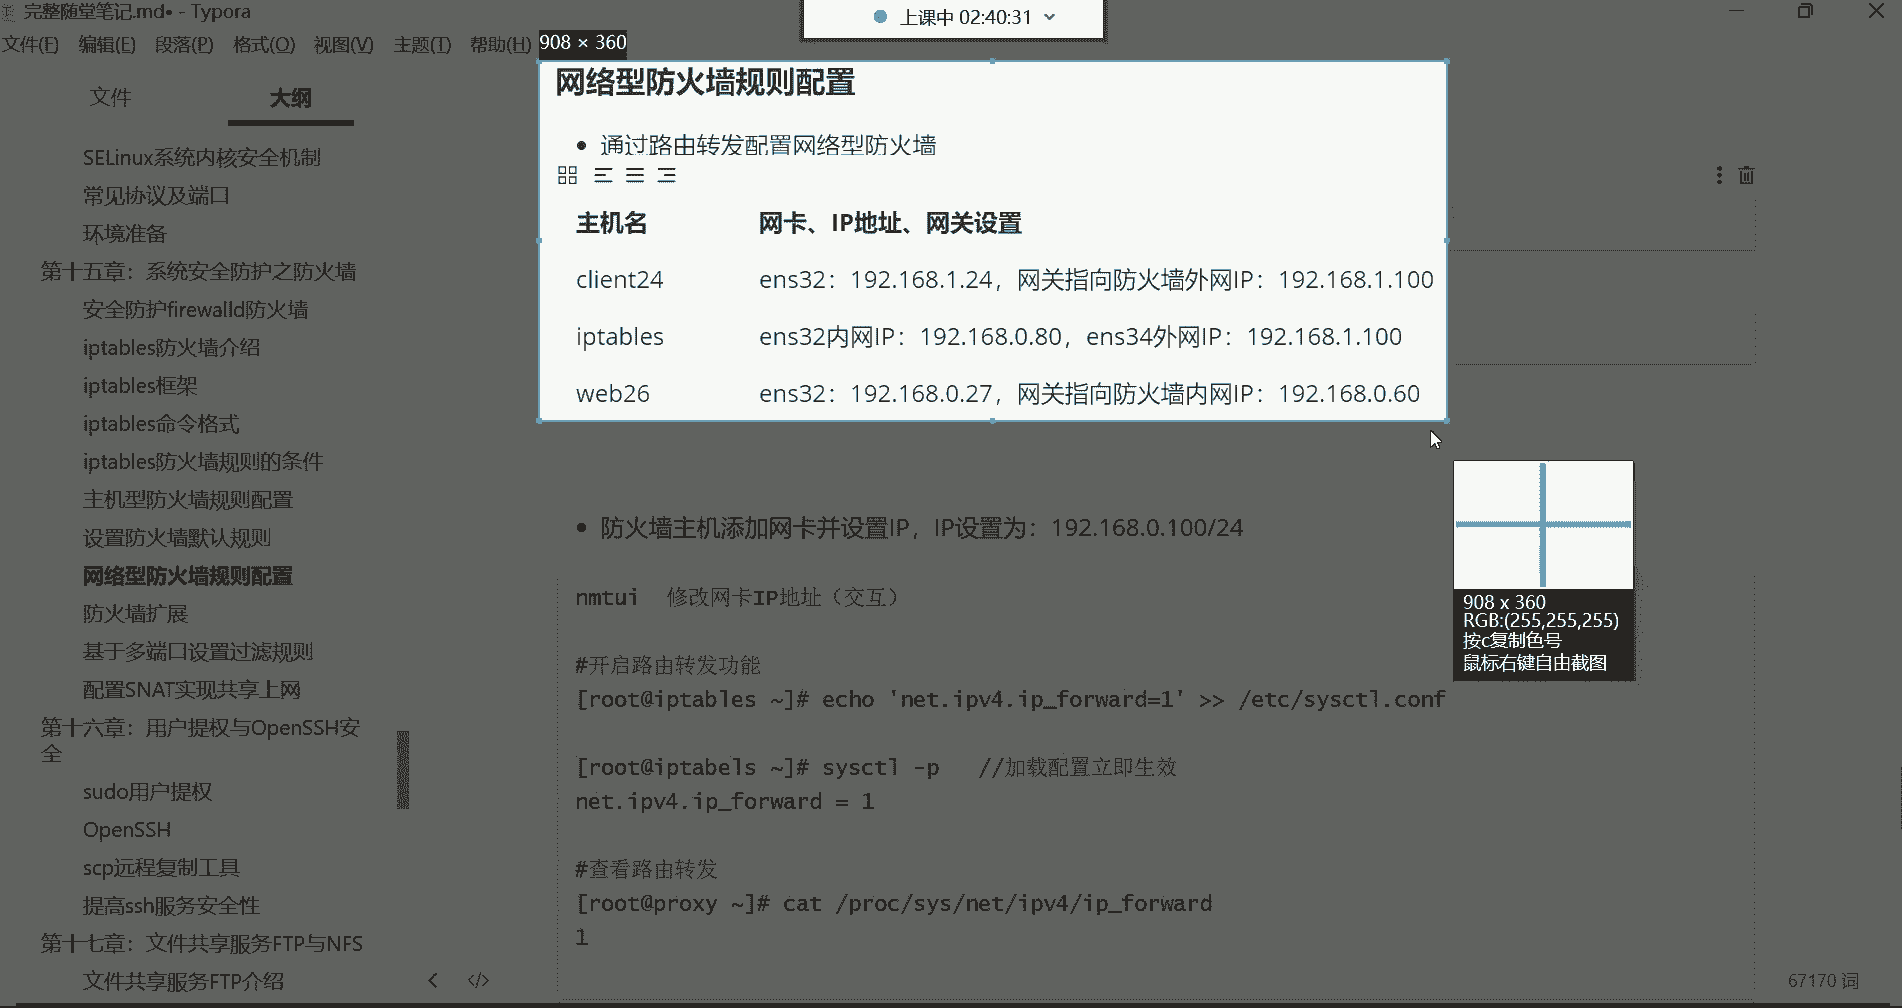 完整随堂笔记.md• - Typora
上课中 02:40:31
文件(F) 编辑(E) 段落(P) 格式(O) 视图(V) 主题(T) 帮助(H)
908 × 360
文件 大纲
SELinux系统内核安全机制
常见协议及端口
环境准备
第十五章：系统安全防护之防火墙
安全防护firewalld防火墙
iptables防火墙介绍
iptables框架
iptables命令格式
iptables防火墙规则的条件
主机型防火墙规则配置
设置防火墙默认规则
网络型防火墙规则配置
防火墙扩展
基于多端口设置过滤规则
配置SNAT实现共享上网
第十六章：用户提权与OpenSSH安
全
sudo用户提权
OpenSSH
scp远程复制工具
提高ssh服务安全性
第十七章：文件共享服务FTP与NFS
文件共享服务FTP介绍
</>
网络型防火墙规则配置
• 通过路由转发配置网络型防火墙
主机名 网卡、IP地址、网关设置
client24 ens32：192.168.1.24，网关指向防火墙外网IP：192.168.1.100
iptables ens32内网IP：192.168.0.80，ens34外网IP：192.168.1.100
web26 ens32：192.168.0.27，网关指向防火墙内网IP：192.168.0.60
• 防火墙主机添加网卡并设置IP，IP设置为：192.168.0.100/24
nmtui 修改网卡IP地址（交互）
#开启路由转发功能
[root@iptables ~]# echo 'net.ipv4.ip_forward=1' >> /etc/sysctl.conf
[root@iptabels ~]# sysctl -p //加载配置立即生效
net.ipv4.ip_forward = 1
#查看路由转发
[root@proxy ~]# cat /proc/sys/net/ipv4/ip_forward
1
908 x 360
RGB:(255,255,255)
按c复制色号
鼠标右键自由截图
67170 词